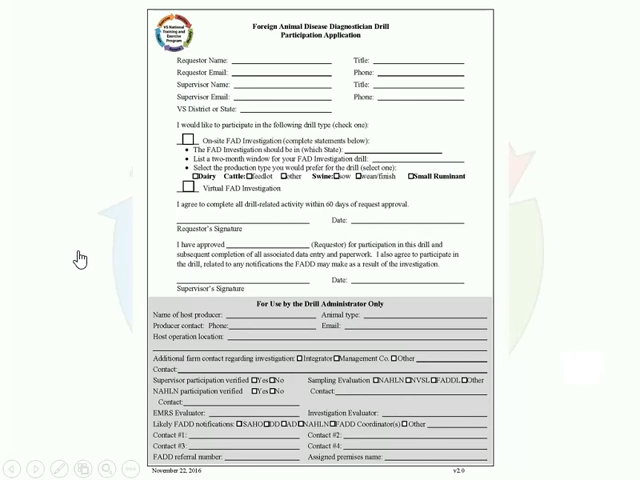 VS National
Training and
Exercise
Program
Foreign Animal Disease Diagnostician Drill
Participation Application
Requestor Name: Title:
Requestor Email: Phone:
Supervisor Name: Title:
Supervisor Email: Phone:
VS District or State:
I would like to participate in the following drill type (check one):
On-site FAD Investigation (complete statements below):
• The FAD Investigation should be in (which State):
• List a two-month window for your FAD Investigation drill:
• Select the production type you would prefer for the drill (select one):
☐Dairy Cattle:☐feedlot ☐other Swine:☐sow ☐wean/finish ☐Small Ruminant
Virtual FAD Investigation
I agree to complete all drill-related activity within 60 days of request approval.
Date:
Requestor's Signature
I have approved (Requestor) for participation in this drill and
subsequent completion of all associated data entry and paperwork. I also agree to participate in
the drill, related to any notifications the FADD may make as a result of the investigation.
Date:
Supervisor's Signature
For Use by the Drill Administrator Only
Name of host producer: Animal type:
Producer contact: Phone: Email:
Host operation location:
Additional farm contact regarding investigation: ☐Integrator☐Management Co. ☐Other
Contact:
Supervisor participation verified ☐Yes☐No Sampling Evaluation ☐NAHLN☐NVSL☐FADDL☐Other
NAHLN participation verified ☐Yes☐No Contact:
Contact:
EMRS Evaluator: Investigation Evaluator:
Likely FADD notifications: ☐SAHO☐DD ☐AD☐NAHLN☐FADD Coordinator(s) ☐Other
Contact #1: Contact #2:
Contact #3: Contact #4:
FADD referral number: Assigned premises name:
November 22, 2016 v2.0